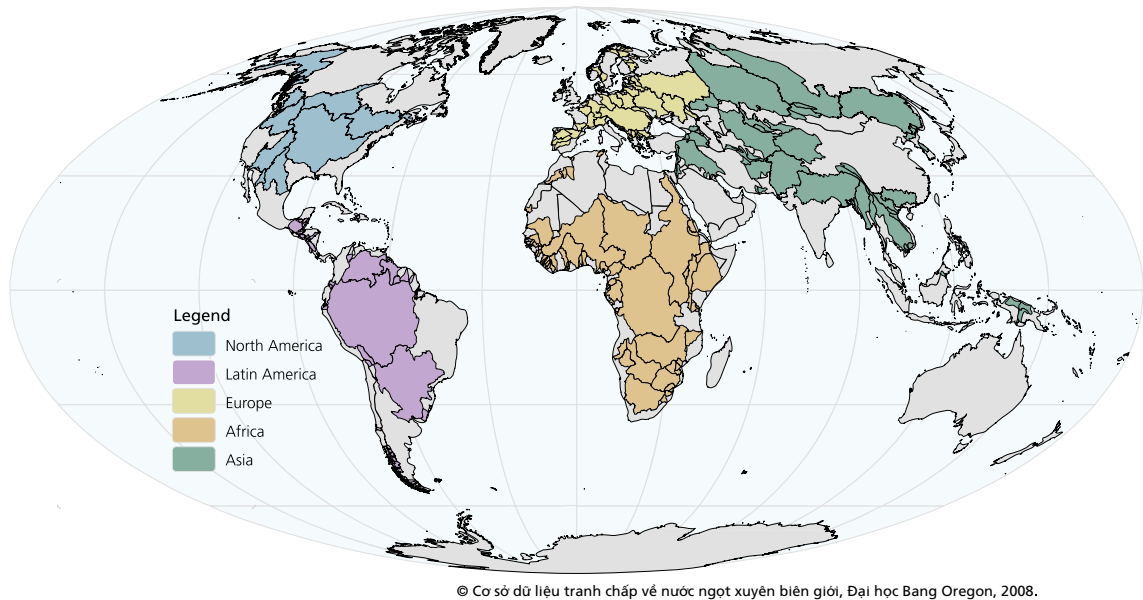 Legend
North America
Latin America
Europe
Africa
Asia
© Cơ sở dữ liệu tranh chấp về nước ngọt xuyên biên giới, Đại học Bang Oregon, 2008.